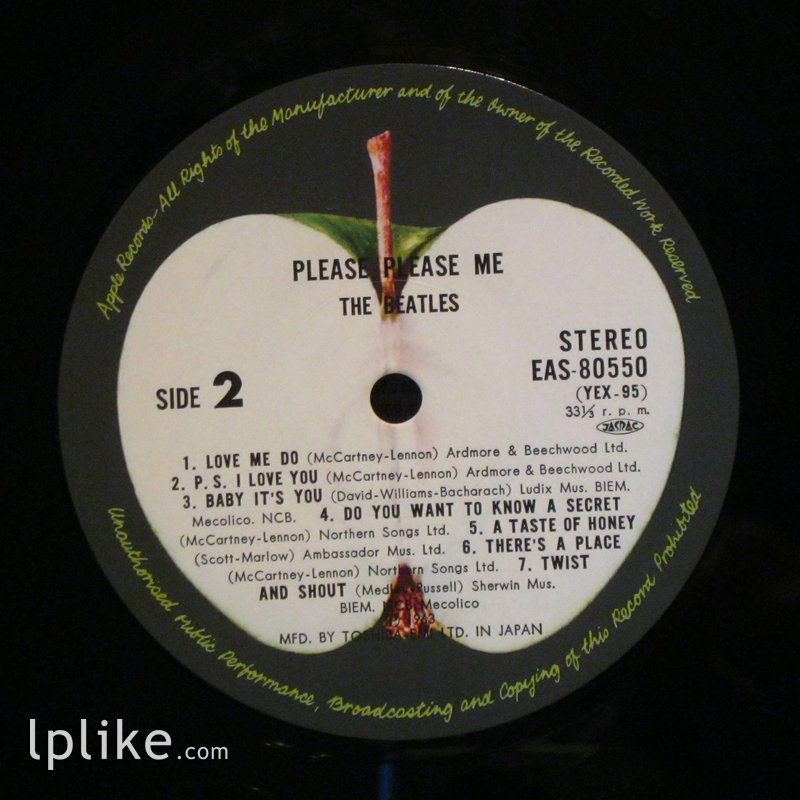 Apple Records - All Rights of the Manufacturer and of the Owner of the Recorded Work Reserved
PLEASE PLEASE ME
THE BEATLES
STEREO
EAS-80550
(YEX-95)
33⅓ r. p. m.
JASRAC
SIDE 2
1. LOVE ME DO (McCartney-Lennon) Ardmore & Beechwood Ltd.
2. P. S. I LOVE YOU (McCartney-Lennon) Ardmore & Beechwood Ltd.
3. BABY IT'S YOU (David-Williams-Bacharach) Ludix Mus. BIEM.
Mecolico. NCB. 4. DO YOU WANT TO KNOW A SECRET
(McCartney-Lennon) Northern Songs Ltd. 5. A TASTE OF HONEY
(Scott-Marlow) Ambassador Mus. Ltd. 6. THERE'S A PLACE
(McCartney-Lennon) Northern Songs Ltd. 7. TWIST
AND SHOUT (Medley-Russell) Sherwin Mus.
BIEM. NCB. Mecolico
1963
MFD. BY TOSHIBA EMI LTD. IN JAPAN
Unauthorised Public Performance, Broadcasting and Copying of this Record Prohibited
lplike.com